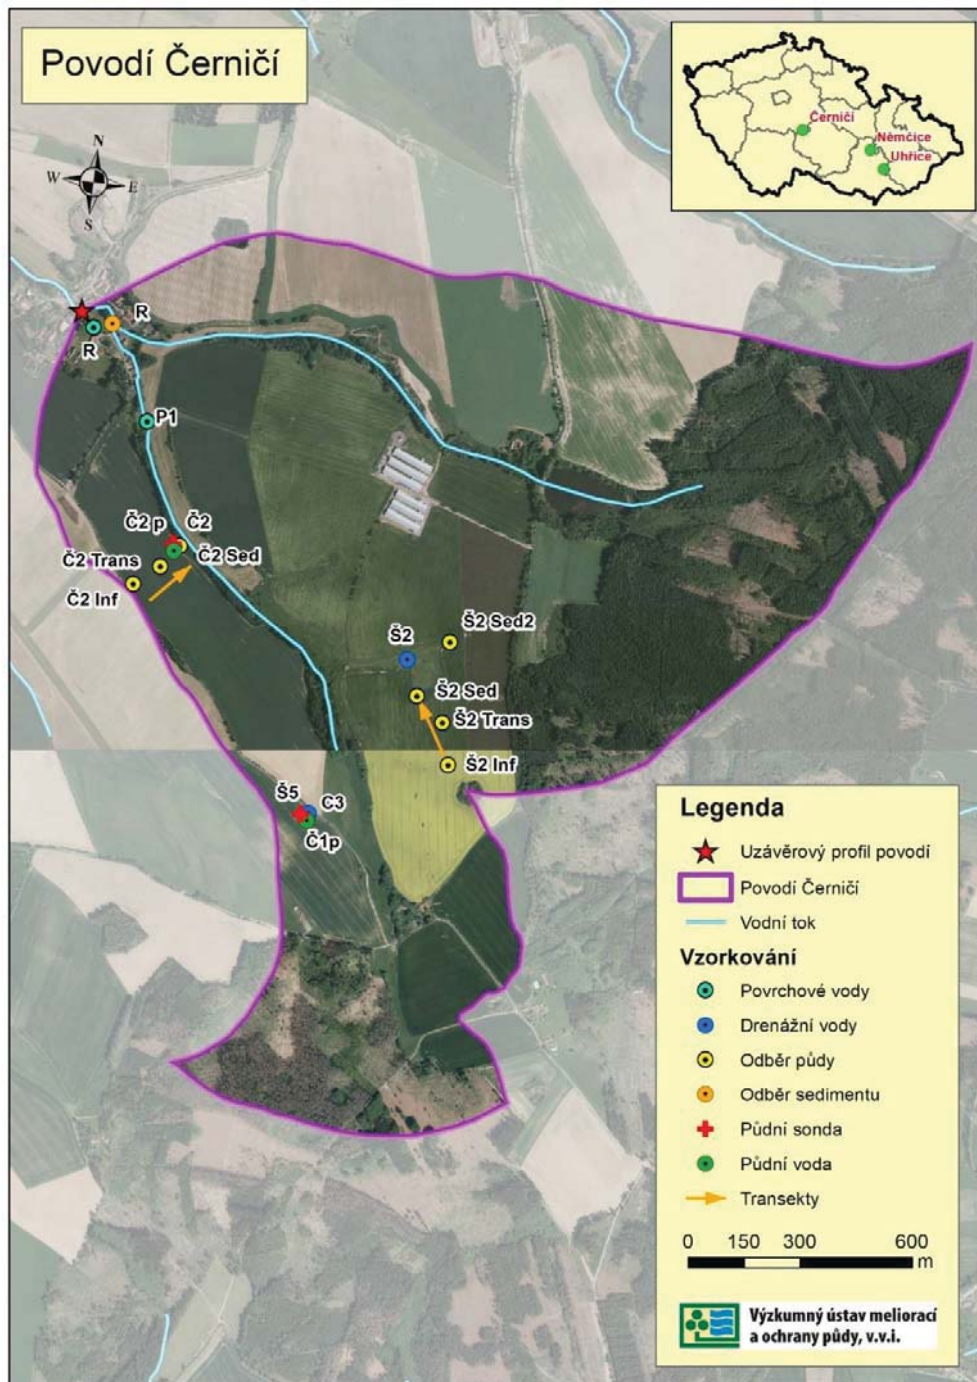 Povodí Černičí
Černičí
Němčice
Uhřice
N
W
E
S
R
R
P1
Č2 p
Č2
Č2 Sed
Č2 Trans
Č2 Inf
Š2 Sed2
Š2
Š2 Sed
Š2 Trans
Š2 Inf
Š5
C3
Č1p
Legenda
Uzávěrový profil povodí
Povodí Černičí
Vodní tok
Vzorkování
Povrchové vody
Drenážní vody
Odběr půdy
Odběr sedimentu
Půdní sonda
Půdní voda
Transekty
0 150 300 600
m
Výzkumný ústav meliorací
a ochrany půdy, v.v.i.